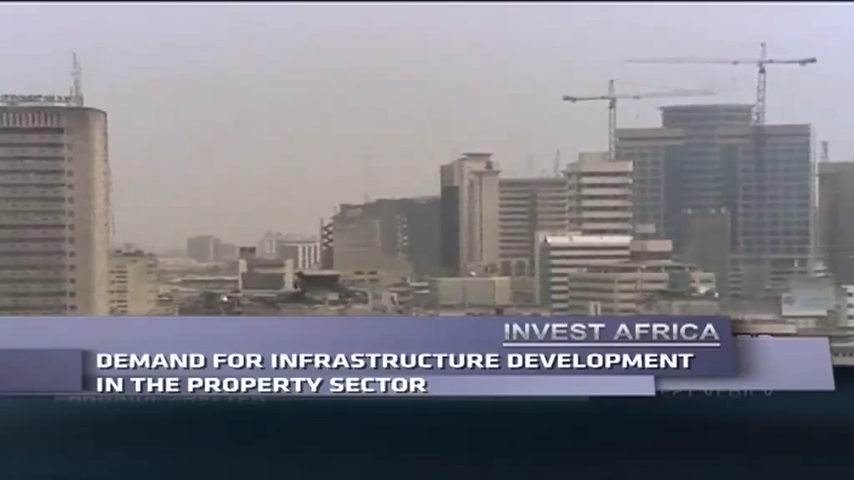 INVEST AFRICA
DEMAND FOR INFRASTRUCTURE DEVELOPMENT
IN THE PROPERTY SECTOR